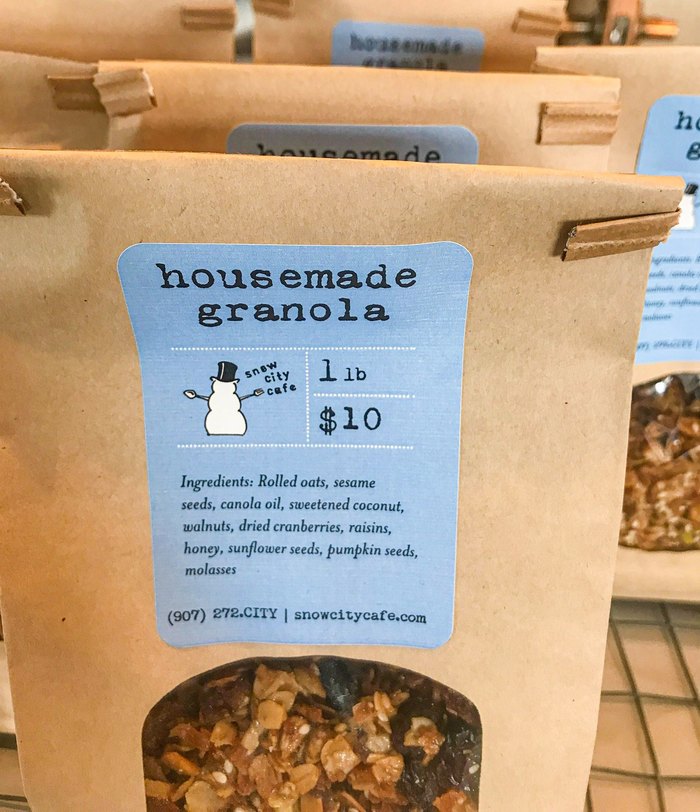 housemade
granola
housemade
housemade
granola
snow
city
cafe
1 lb
$10
Ingredients: Rolled oats, sesame
seeds, canola oil, sweetened coconut,
walnuts, dried cranberries, raisins,
honey, sunflower seeds, pumpkin seeds,
molasses
(907) 272.CITY | snowcitycafe.com